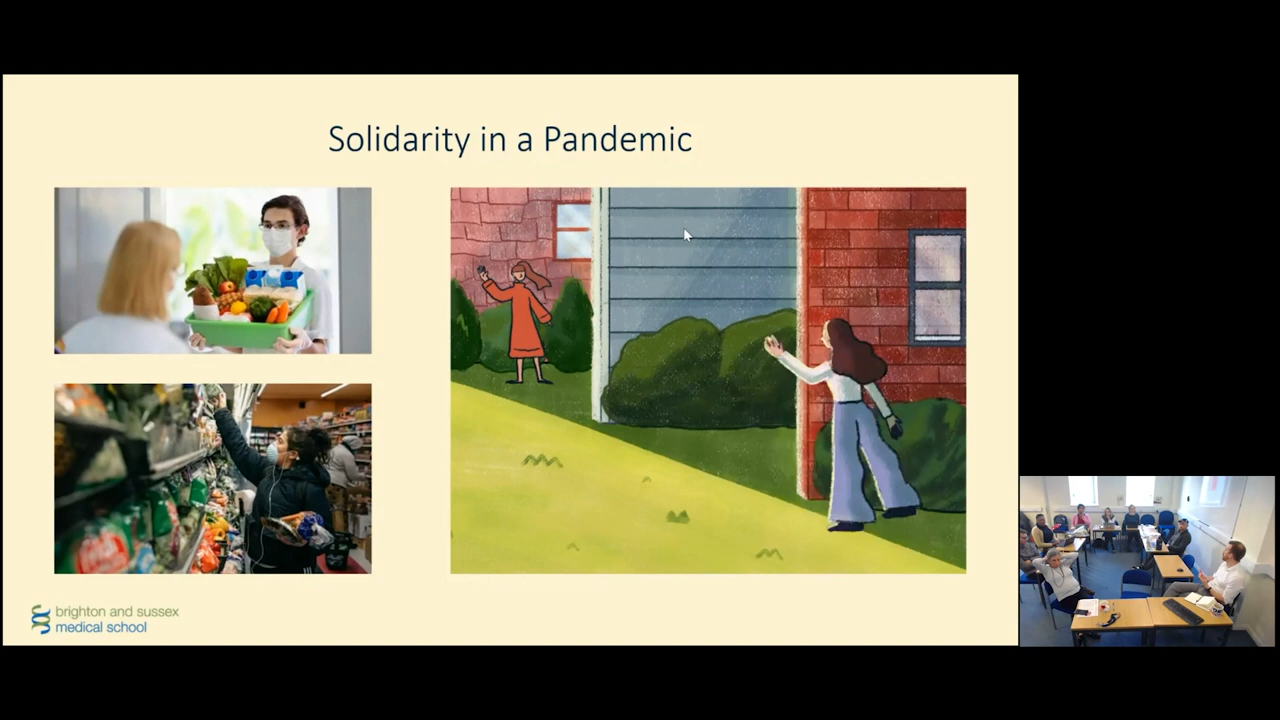 Solidarity in a Pandemic
brighton and sussex
medical school